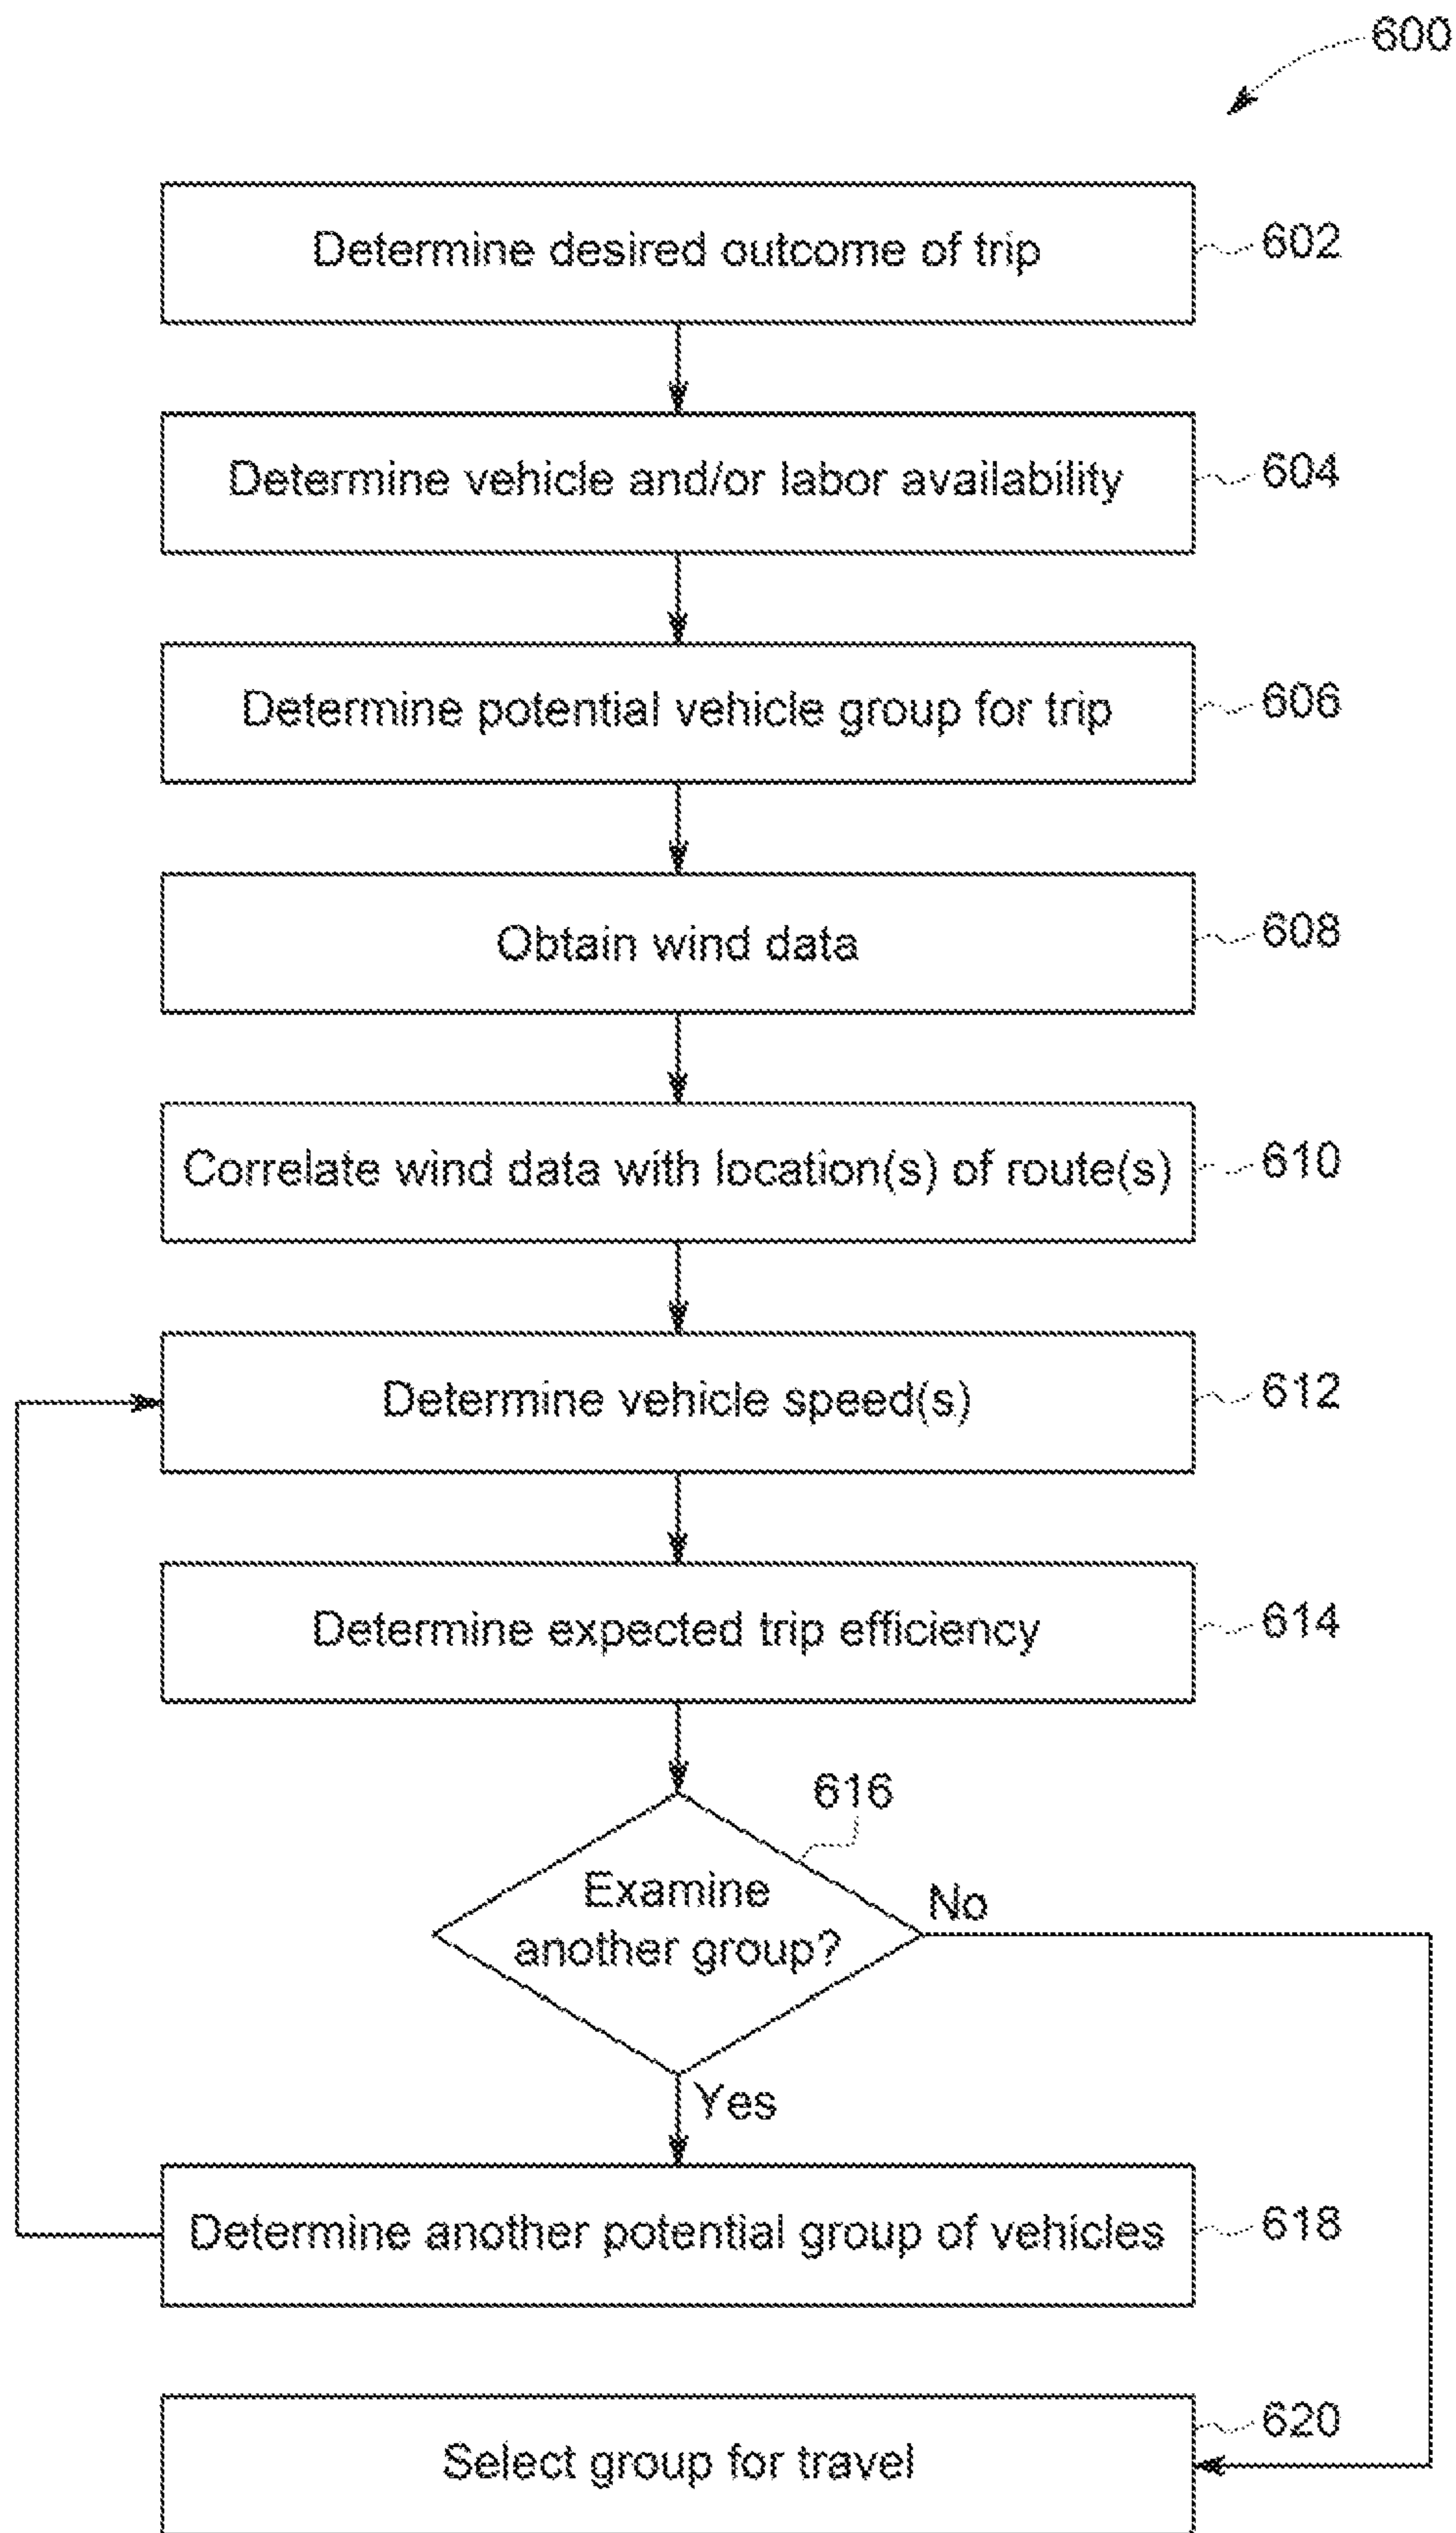 600
Determine desired outcome of trip
602
Determine vehicle and/or labor availability
604
Determine potential vehicle group for trip
606
Obtain wind data
608
Correlate wind data with location(s) of route(s)
610
Determine vehicle speed(s)
612
Determine expected trip efficiency
614
616
Examine
another group?
No
Yes
Determine another potential group of vehicles
618
Select group for travel
620